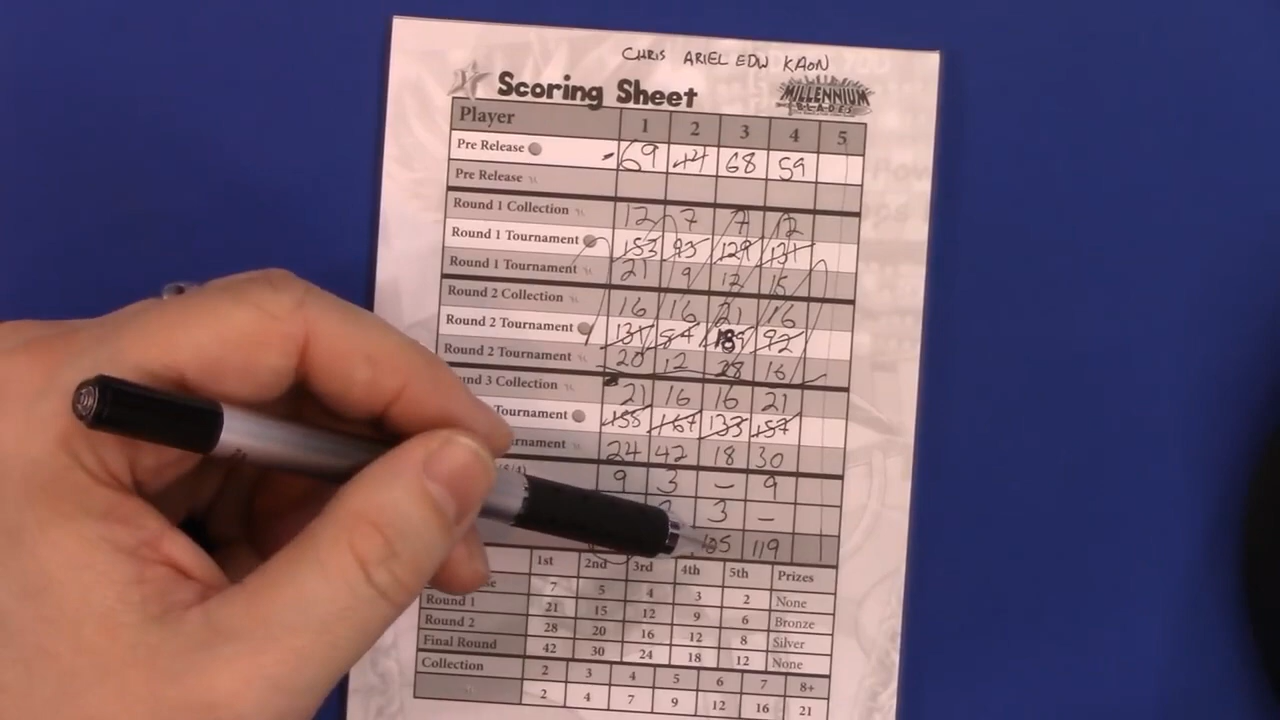 CHRIS ARIEL EDW KAON
Scoring Sheet
MILLENNIUM BLADES
Player 1 2 3 4 5
Pre Release 69 44 68 59
Pre Release
Round 1 Collection 12 7 7 12
Round 1 Tournament 153 93 129 131
Round 1 Tournament 21 9 12 15
Round 2 Collection 16 16 21 16
Round 2 Tournament 131 84 189 92
Round 2 Tournament 20 12 28 16
nd 3 Collection 21 16 16 21
Tournament 155 167 133 157
rnament 24 42 18 30
9 3 – 9
3 –
105 119
1st 2nd 3rd 4th 5th Prizes
se 7 5 4 3 2 None
Round 1 21 15 12 9 6 Bronze
Round 2 28 20 16 12 8 Silver
Final Round 42 30 24 18 12 None
Collection 2 3 4 5 6 7 8+
2 4 7 9 12 16 21